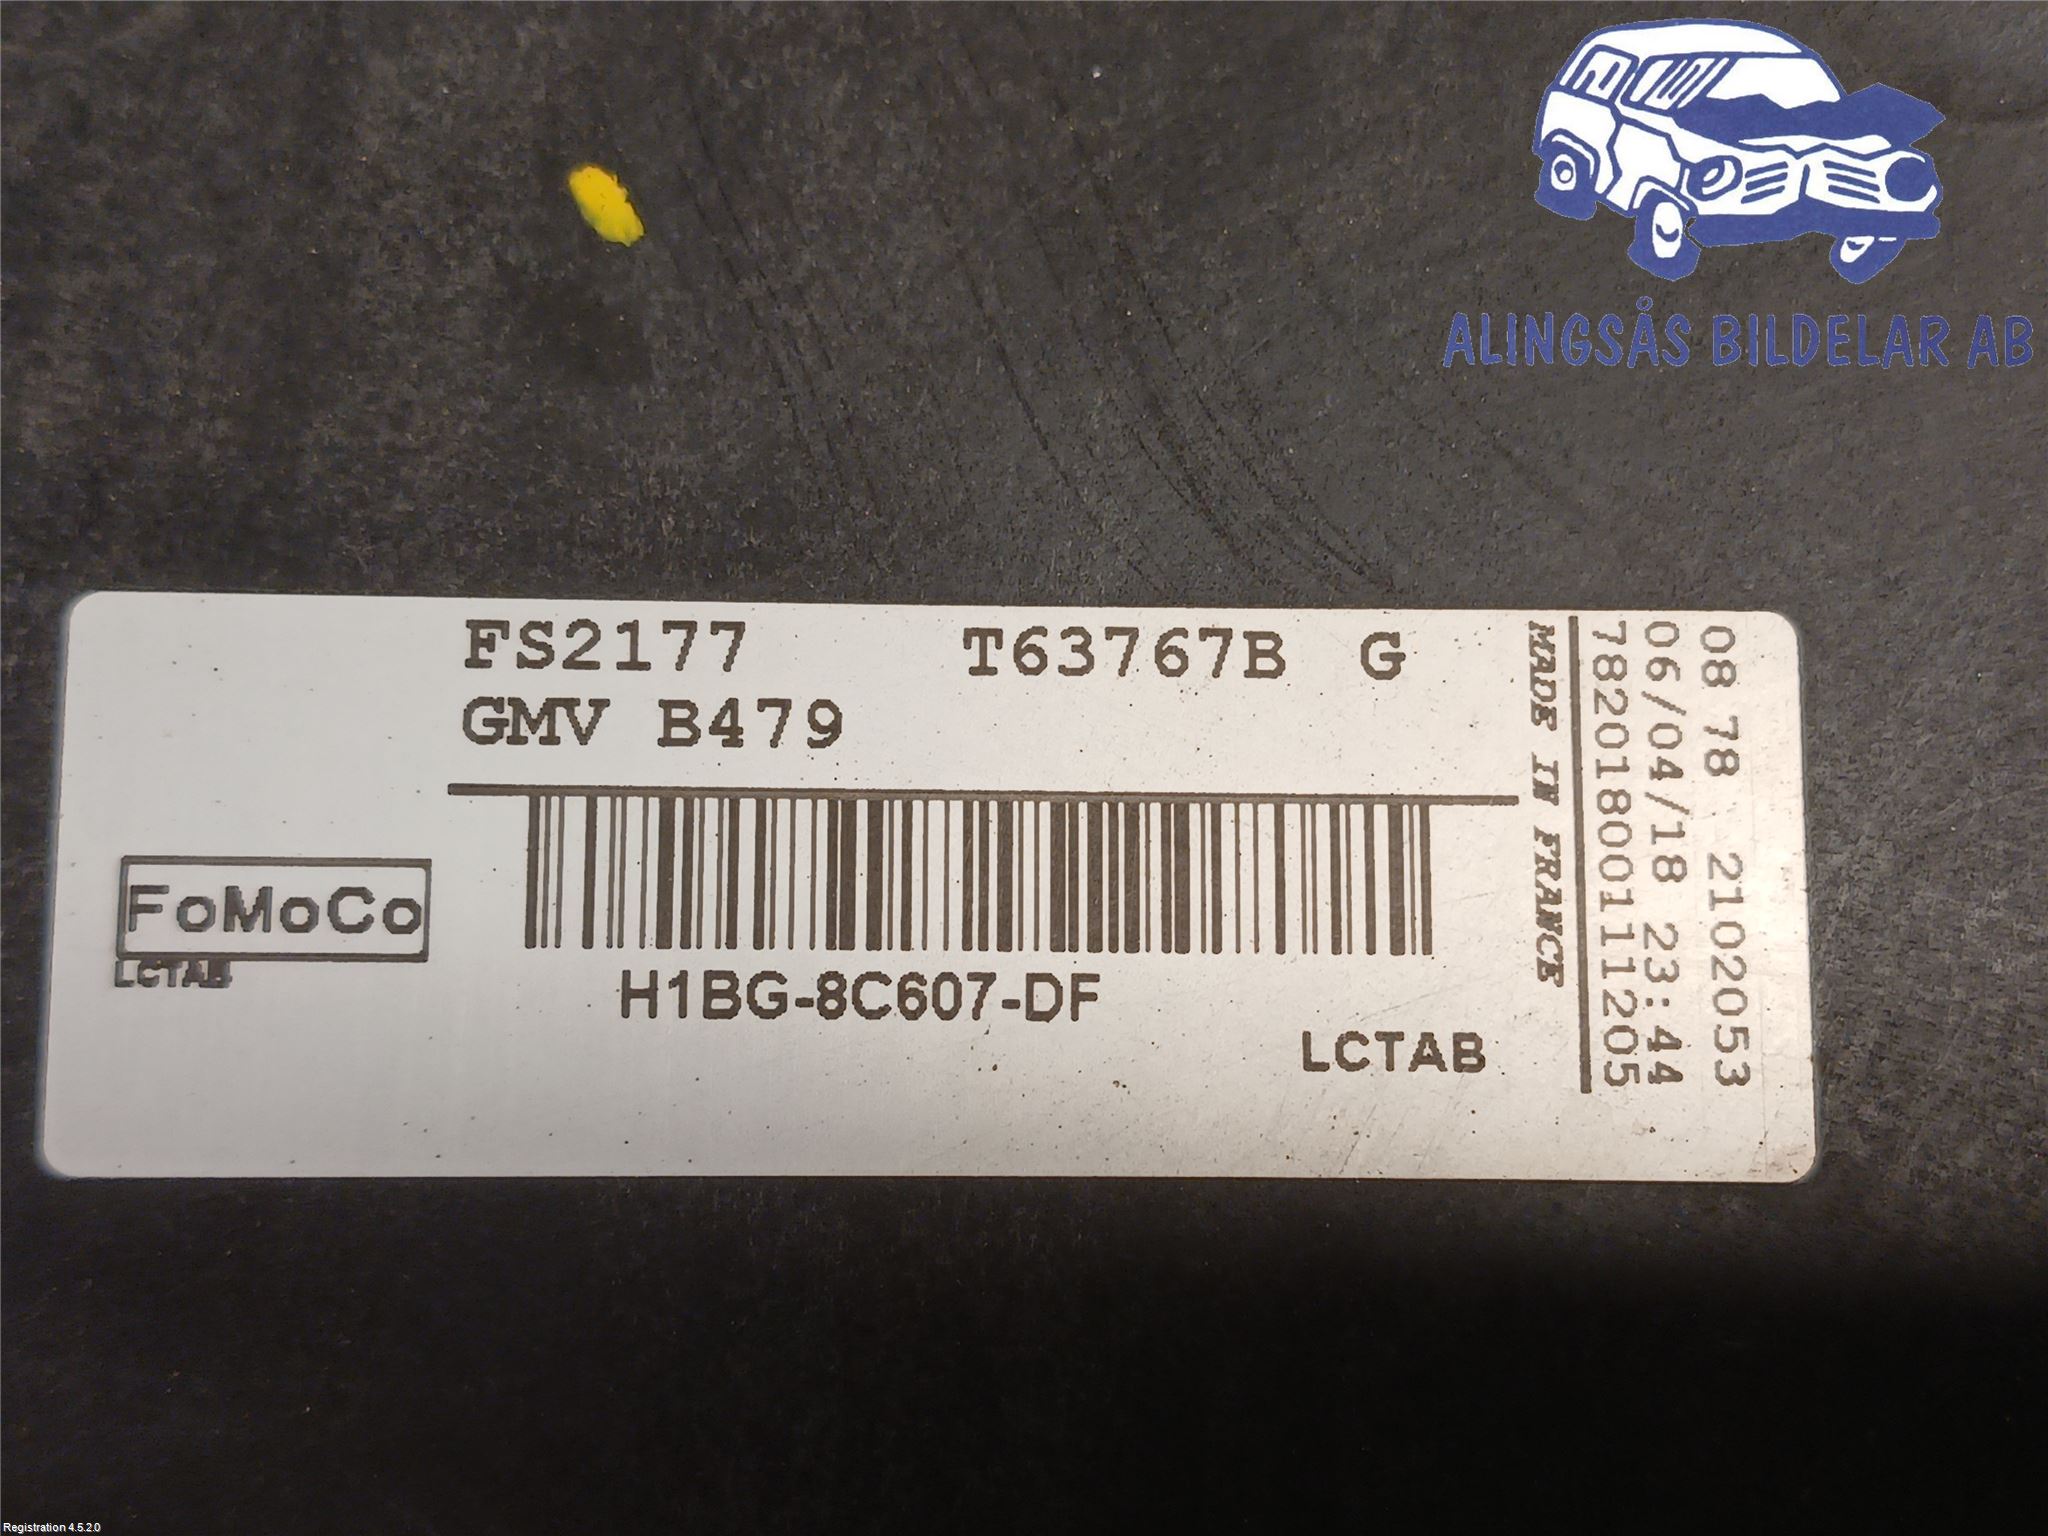 ALINGSÅS BILDELAR AB
FS2177 T63767B G
GMV B479
FoMoCo
LCTAB
H1BG-8C607-DF
LCTAB
MADE IN FRANCE
78201800111205
06/04/18 23:44
08 78 21022053
Registration 4.5.2.0